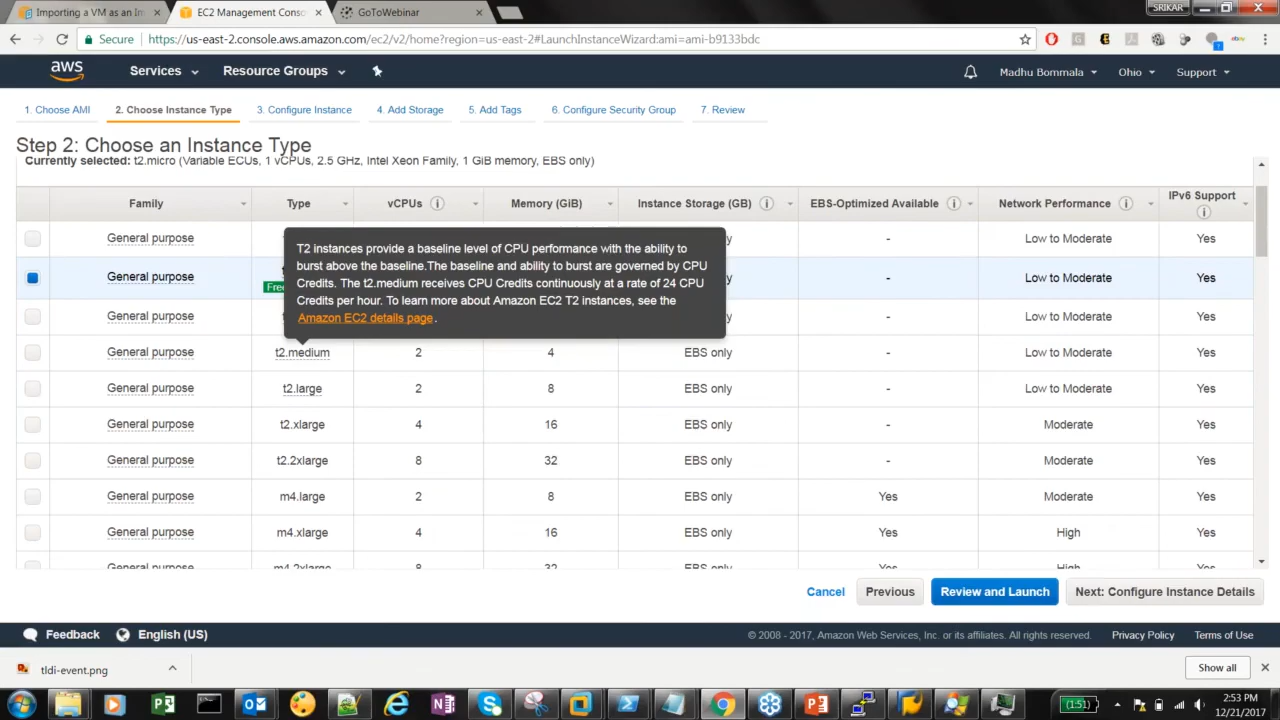 Importing a VM as an Im
EC2 Management Conso
GoToWebinar
SRIKAR
Secure
https://us-east-2.console.aws.amazon.com/ec2/v2/home?region=us-east-2#LaunchInstanceWizard:ami=ami-b9133bdc
aws
Services
Resource Groups
Madhu Bommala
Ohio
Support
1. Choose AMI
2. Choose Instance Type
3. Configure Instance
4. Add Storage
5. Add Tags
6. Configure Security Group
7. Review
Step 2: Choose an Instance Type
Currently selected: t2.micro (Variable ECUs, 1 vCPUs, 2.5 GHz, Intel Xeon Family, 1 GiB memory, EBS only)
Family Type vCPUs Memory (GiB) Instance Storage (GB) EBS-Optimized Available Network Performance IPv6 Support
General purpose - Low to Moderate Yes
General purpose - Low to Moderate Yes
General purpose - Low to Moderate Yes
T2 instances provide a baseline level of CPU performance with the ability to
burst above the baseline.The baseline and ability to burst are governed by CPU
Credits. The t2.medium receives CPU Credits continuously at a rate of 24 CPU
Credits per hour. To learn more about Amazon EC2 T2 instances, see the
Amazon EC2 details page.
General purpose t2.medium 2 4 EBS only - Low to Moderate Yes
General purpose t2.large 2 8 EBS only - Low to Moderate Yes
General purpose t2.xlarge 4 16 EBS only - Moderate Yes
General purpose t2.2xlarge 8 32 EBS only - Moderate Yes
General purpose m4.large 2 8 EBS only Yes Moderate Yes
General purpose m4.xlarge 4 16 EBS only Yes High Yes
General purpose m4.2xlarge 8 32 EBS only Yes High Yes
Cancel
Previous
Review and Launch
Next: Configure Instance Details
Feedback
English (US)
© 2008 - 2017, Amazon Web Services, Inc. or its affiliates. All rights reserved.
Privacy Policy
Terms of Use
tldi-event.png
Show all
(1:51)
2:53 PM
12/21/2017